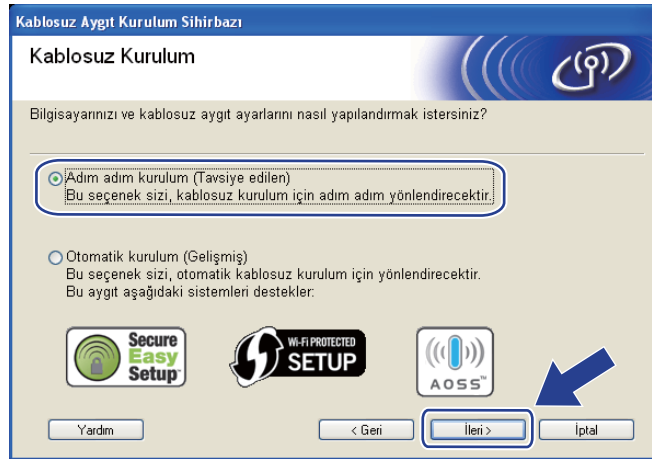 Kablosuz Aygıt Kurulum Sihirbazı
Kablosuz Kurulum
Bilgisayarınızı ve kablosuz aygıt ayarlarını nasıl yapılandırmak istersiniz?
Adım adım kurulum (Tavsiye edilen)
Bu seçenek sizi, kablosuz kurulum için adım adım yönlendirecektir.
Otomatik kurulum (Gelişmiş)
Bu seçenek sizi, otomatik kablosuz kurulum için yönlendirecektir.
Bu aygıt aşağıdaki sistemleri destekler:
Secure
Easy
Setup™
Wi-Fi PROTECTED
SETUP
AOSS™
Yardım
< Geri
İleri >
İptal